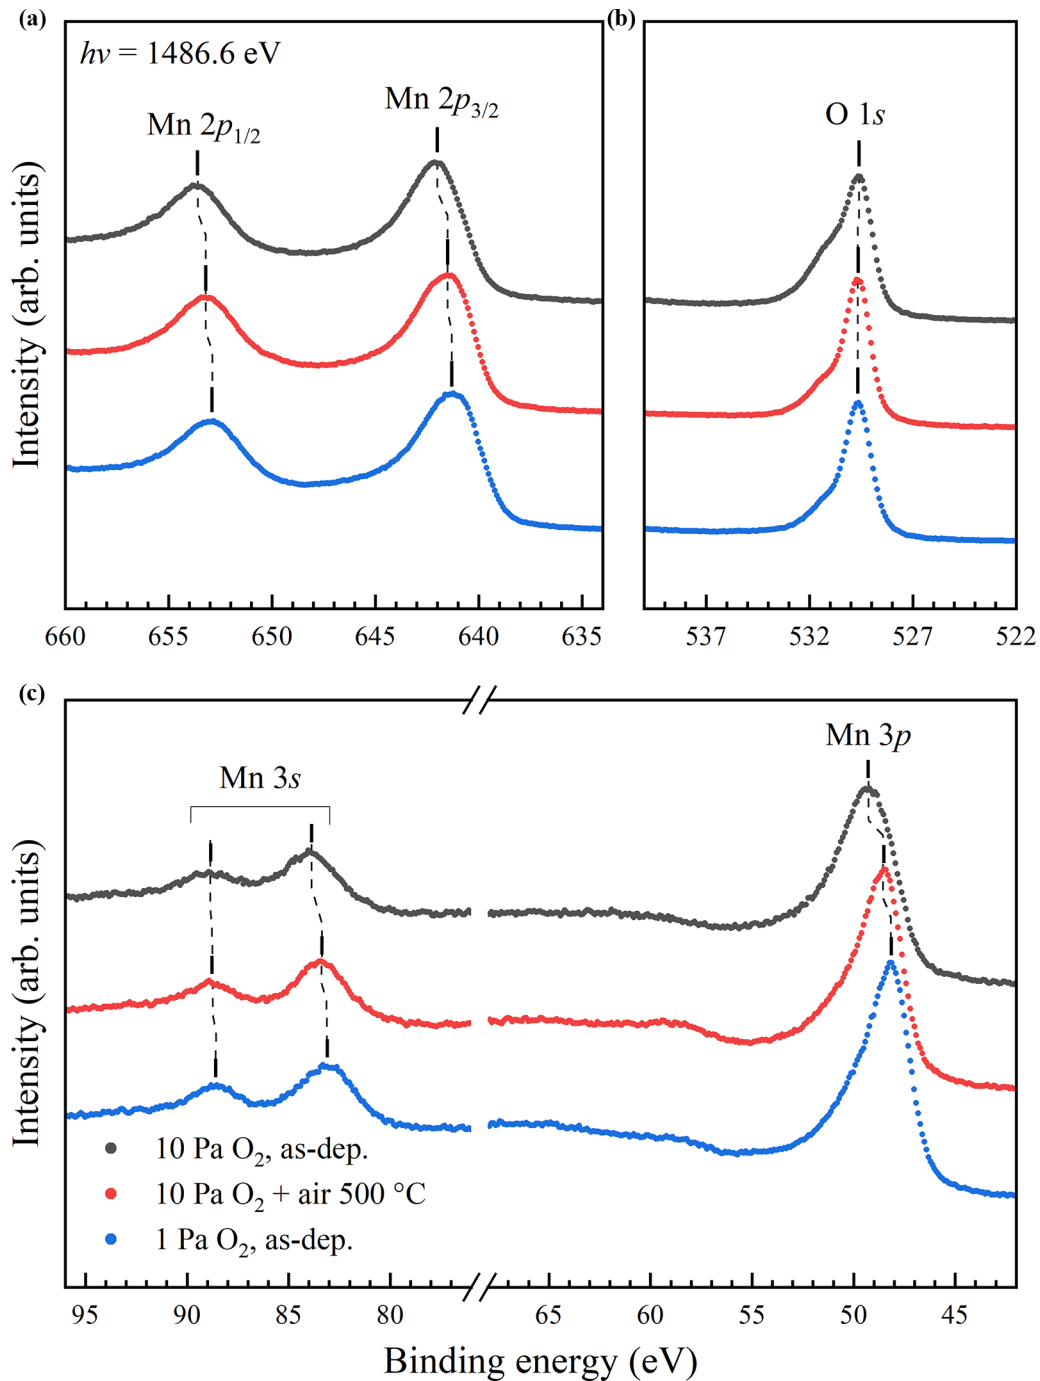 (a)
(b)
hν = 1486.6 eV
Mn 2p1/2
Mn 2p3/2
O 1s
Intensity (arb. units)
660 655 650 645 640 635
537 532 527 522
(c)
Mn 3s
Mn 3p
Intensity (arb. units)
10 Pa O2, as-dep.
10 Pa O2 + air 500 °C
1 Pa O2, as-dep.
95 90 85 80 65 60 55 50 45
Binding energy (eV)